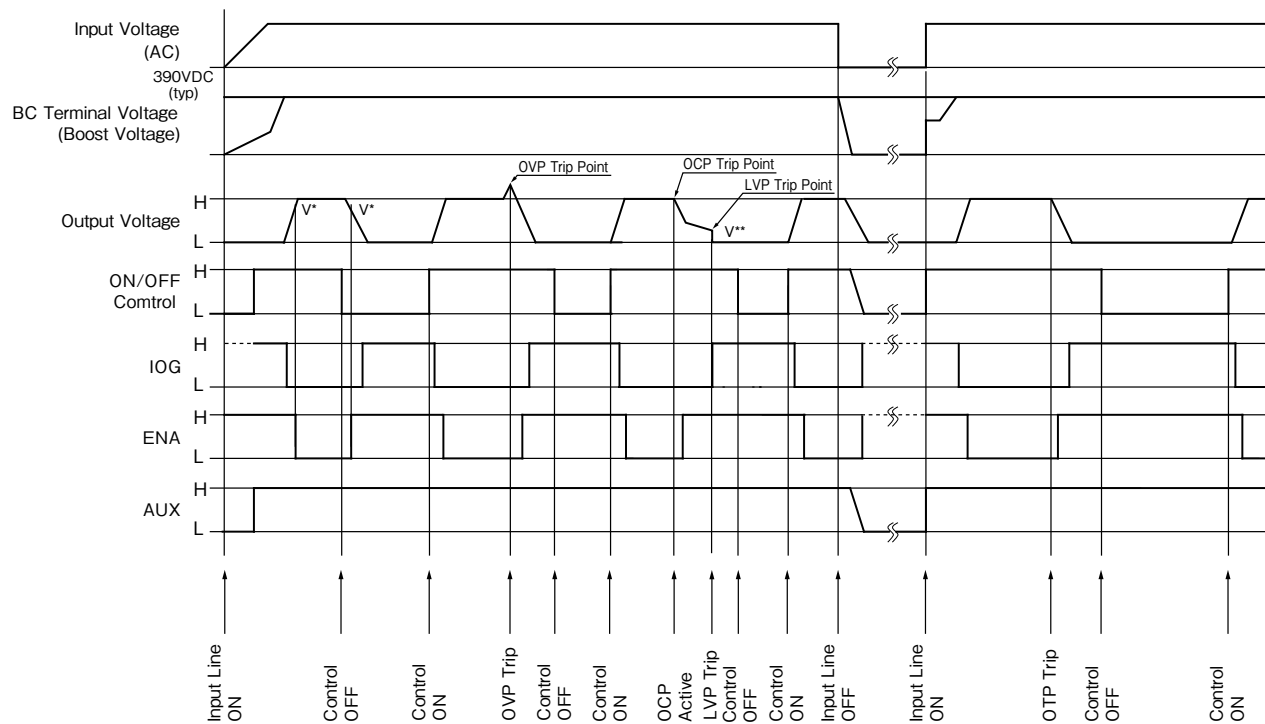 Input Voltage
(AC)
390VDC
(typ)
BC Terminal Voltage
(Boost Voltage)
OVP Trip Point
OCP Trip Point
LVP Trip Point
H
Output Voltage
V*
V*
V**
L
H
ON/OFF
Comtrol
L
H
IOG
L
H
ENA
L
H
AUX
L
Input Line
ON
Control
OFF
Control
ON
OVP Trip
Control
OFF
Control
ON
OCP
Active
LVP Trip
Control
OFF
Control
ON
Input Line
OFF
Input Line
ON
OTP Trip
Control
OFF
Control
ON